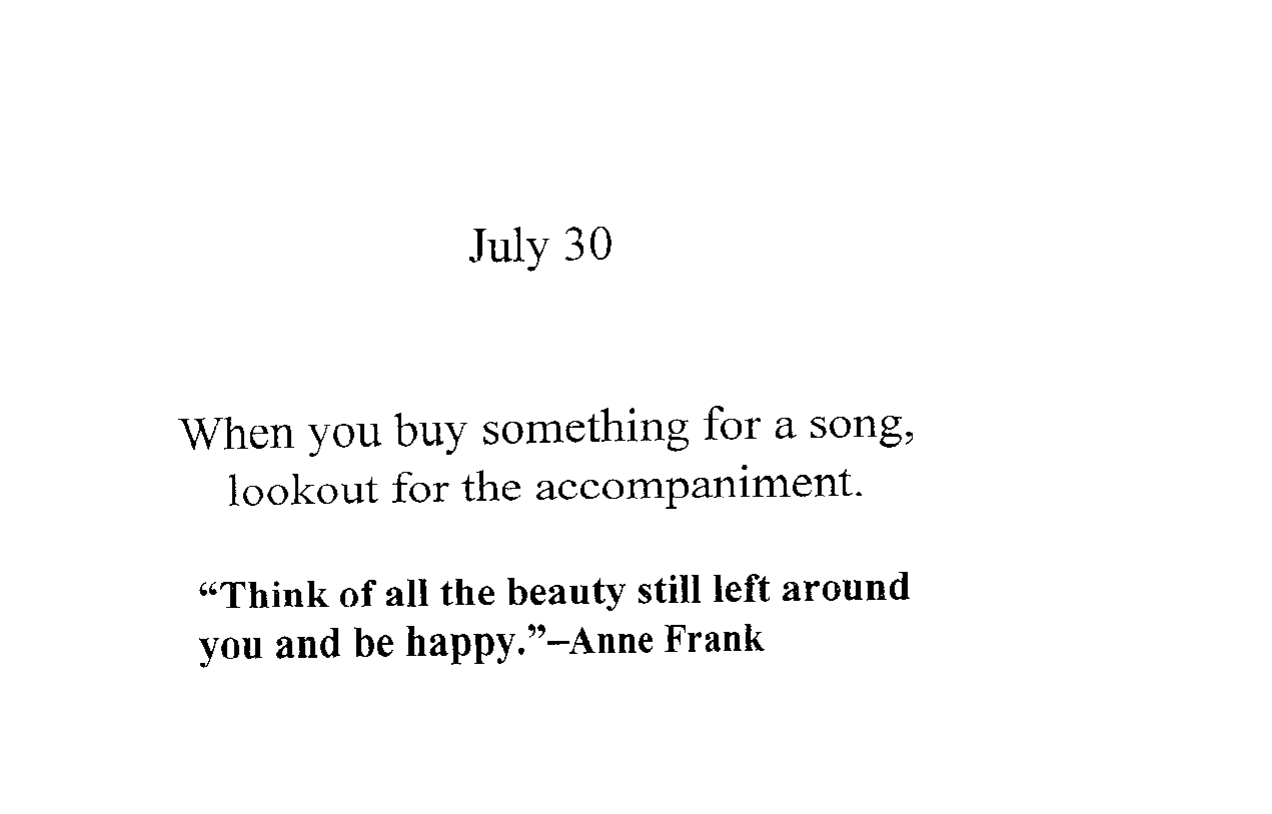 July 30
When you buy something for a song,
lookout for the accompaniment.
“Think of all the beauty still left around
you and be happy.”–Anne Frank